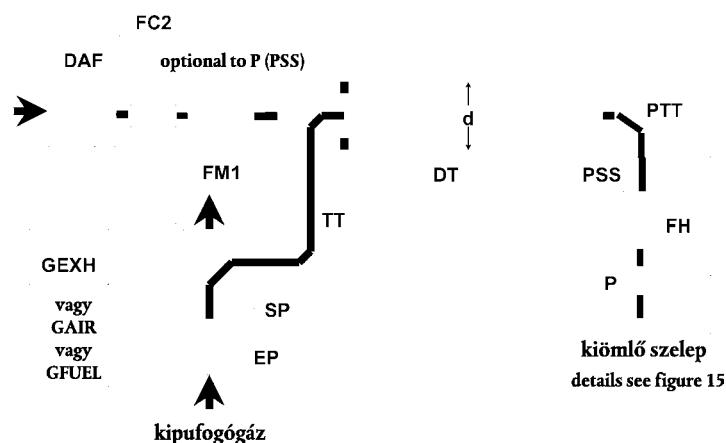 FC2
DAF
optional to P (PSS)
d
PTT
FM1
DT
PSS
TT
FH
GEXH
P
vagy
GAIR
SP
vagy
GFUEL
EP
kiömlő szelep
details see figure 15
kipufogógáz